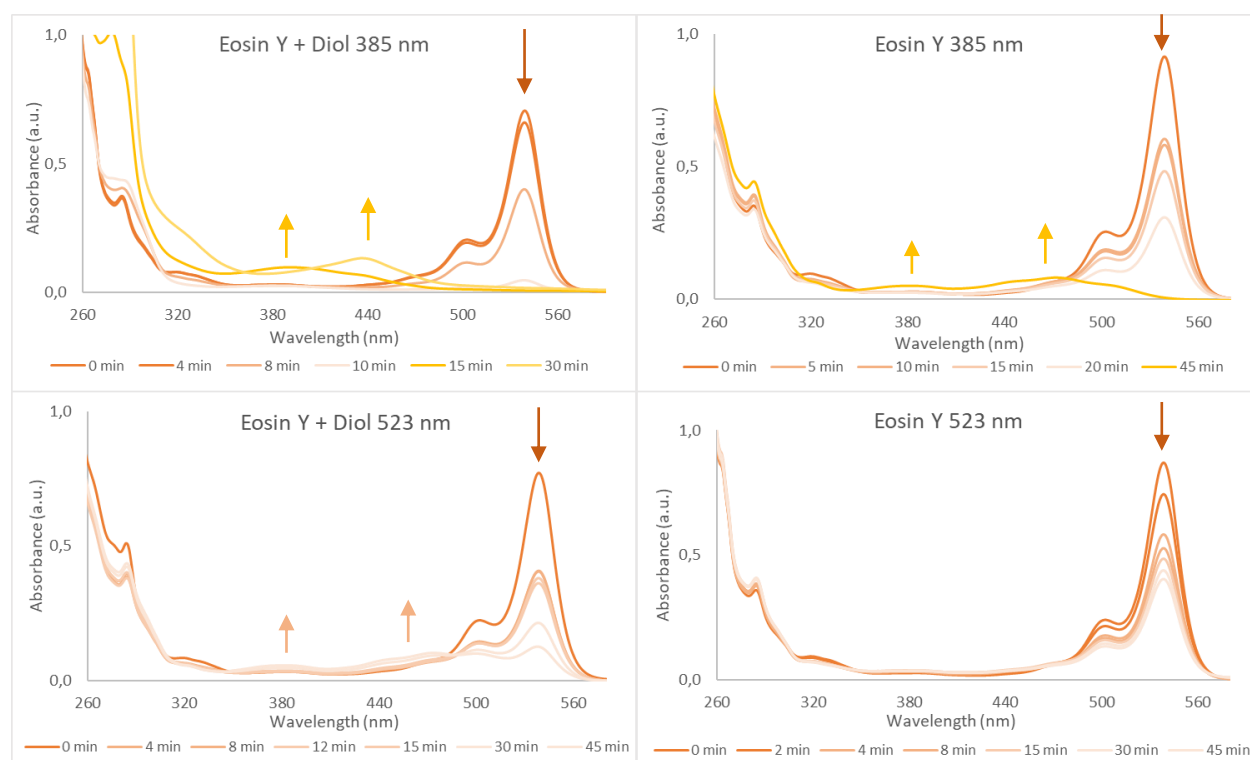 Eosin Y + Diol 385 nm
1,0
0,5
0,0
Absorbance (a.u.)
260 320 380 440 500 560
Wavelength (nm)
0 min 4 min 8 min 10 min 15 min 30 min
Eosin Y 385 nm
1,0
0,5
0,0
Absorbance (a.u.)
260 320 380 440 500 560
Wavelength (nm)
0 min 5 min 10 min 15 min 20 min 45 min
Eosin Y + Diol 523 nm
1,0
0,5
0,0
Absorbance (a.u.)
260 320 380 440 500 560
Wavelength (nm)
0 min 4 min 8 min 12 min 15 min 30 min 45 min
Eosin Y 523 nm
1,0
0,5
0,0
Absorbance (a.u.)
260 320 380 440 500 560
Wavelength (nm)
0 min 2 min 4 min 8 min 15 min 30 min 45 min